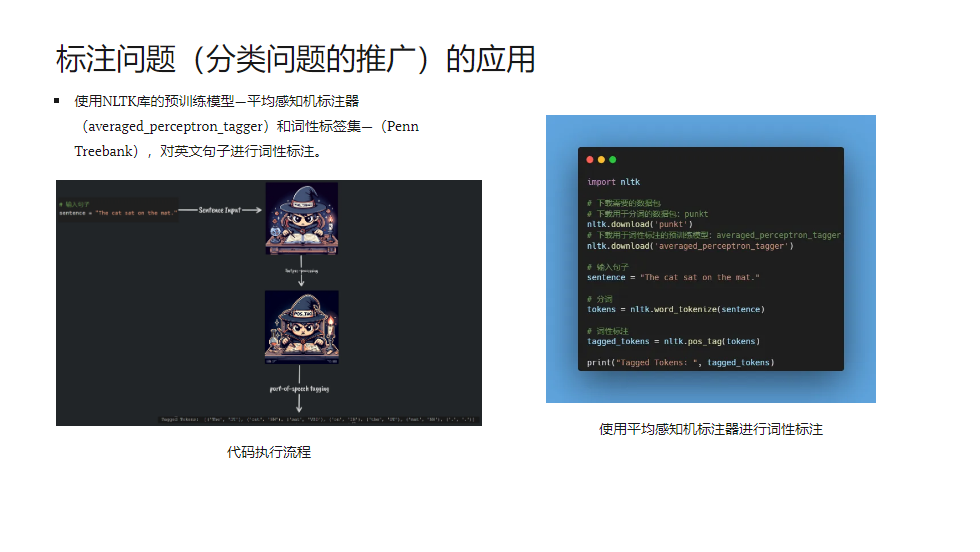 标注问题（分类问题的推广）的应用
使用NLTK库的预训练模型—平均感知机标注器
（averaged_perceptron_tagger）和词性标签集—（Penn
Treebank），对英文句子进行词性标注。
# 输入句子
sentence = "The cat sat on the mat."
Sentence Input
POS_TAG
part-of-speech tagging
代码执行流程
import nltk
# 下载需要的数据包
# 下载用于分词的数据包：punkt
nltk.download('punkt')
# 下载用于词性标注的预训练模型：averaged_perceptron_tagger
nltk.download('averaged_perceptron_tagger')
# 输入句子
sentence = "The cat sat on the mat."
# 分词
tokens = nltk.word_tokenize(sentence)
# 词性标注
tagged_tokens = nltk.pos_tag(tokens)
print("Tagged Tokens: ", tagged_tokens)
使用平均感知机标注器进行词性标注